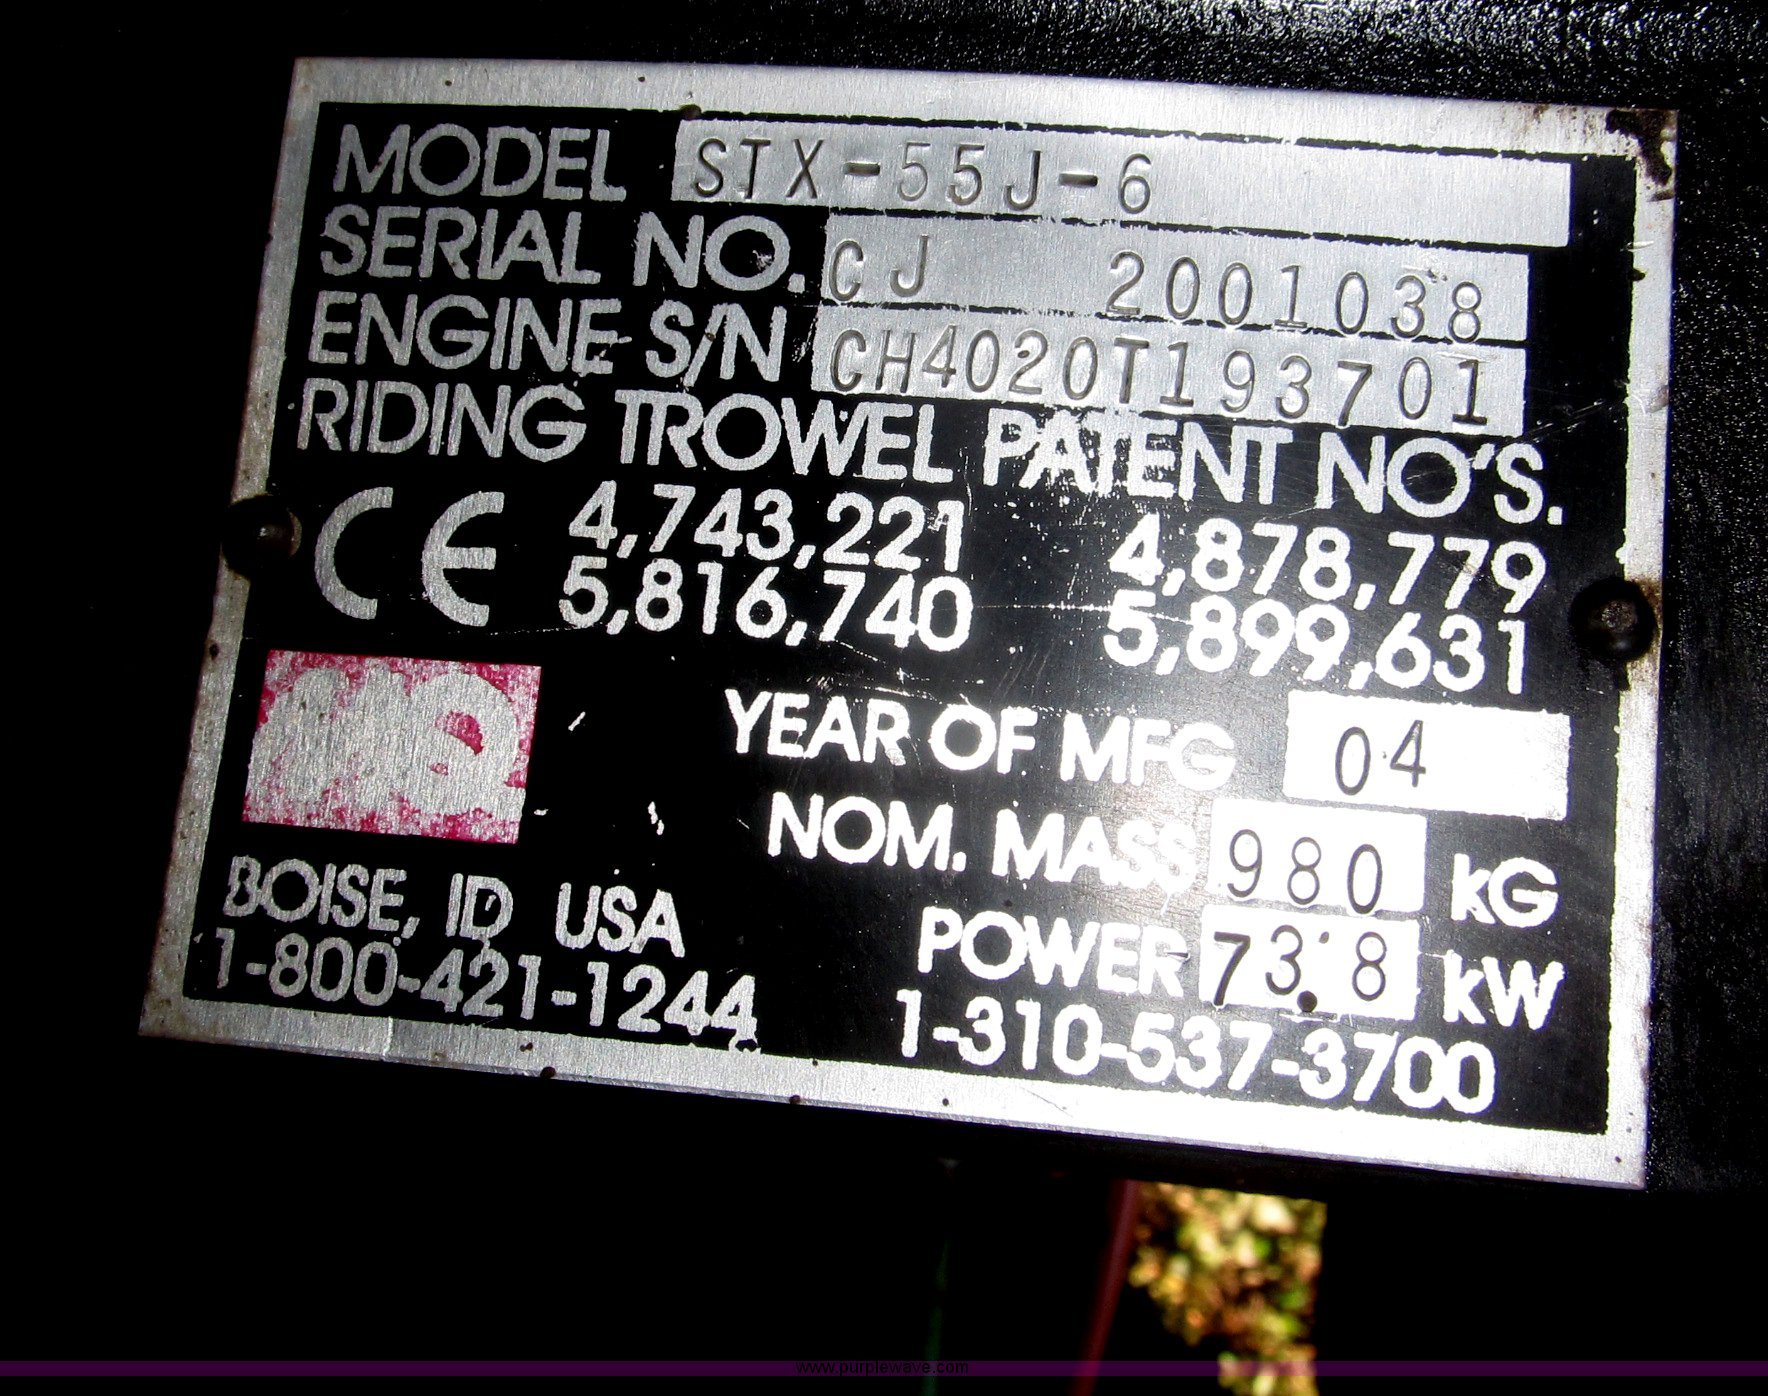 MODEL STX-55J-6
SERIAL NO. CJ 2001038
ENGINE S/N CH4020T193701
RIDING TROWEL PATENT NO'S.
CE 4,743,221 4,878,779
5,816,740 5,899,631
MQ
YEAR OF MFG 04
NOM. MASS 980 KG
POWER 73.8 KW
BOISE, ID USA
1-800-421-1244 1-310-537-3700
www.purplewave.com